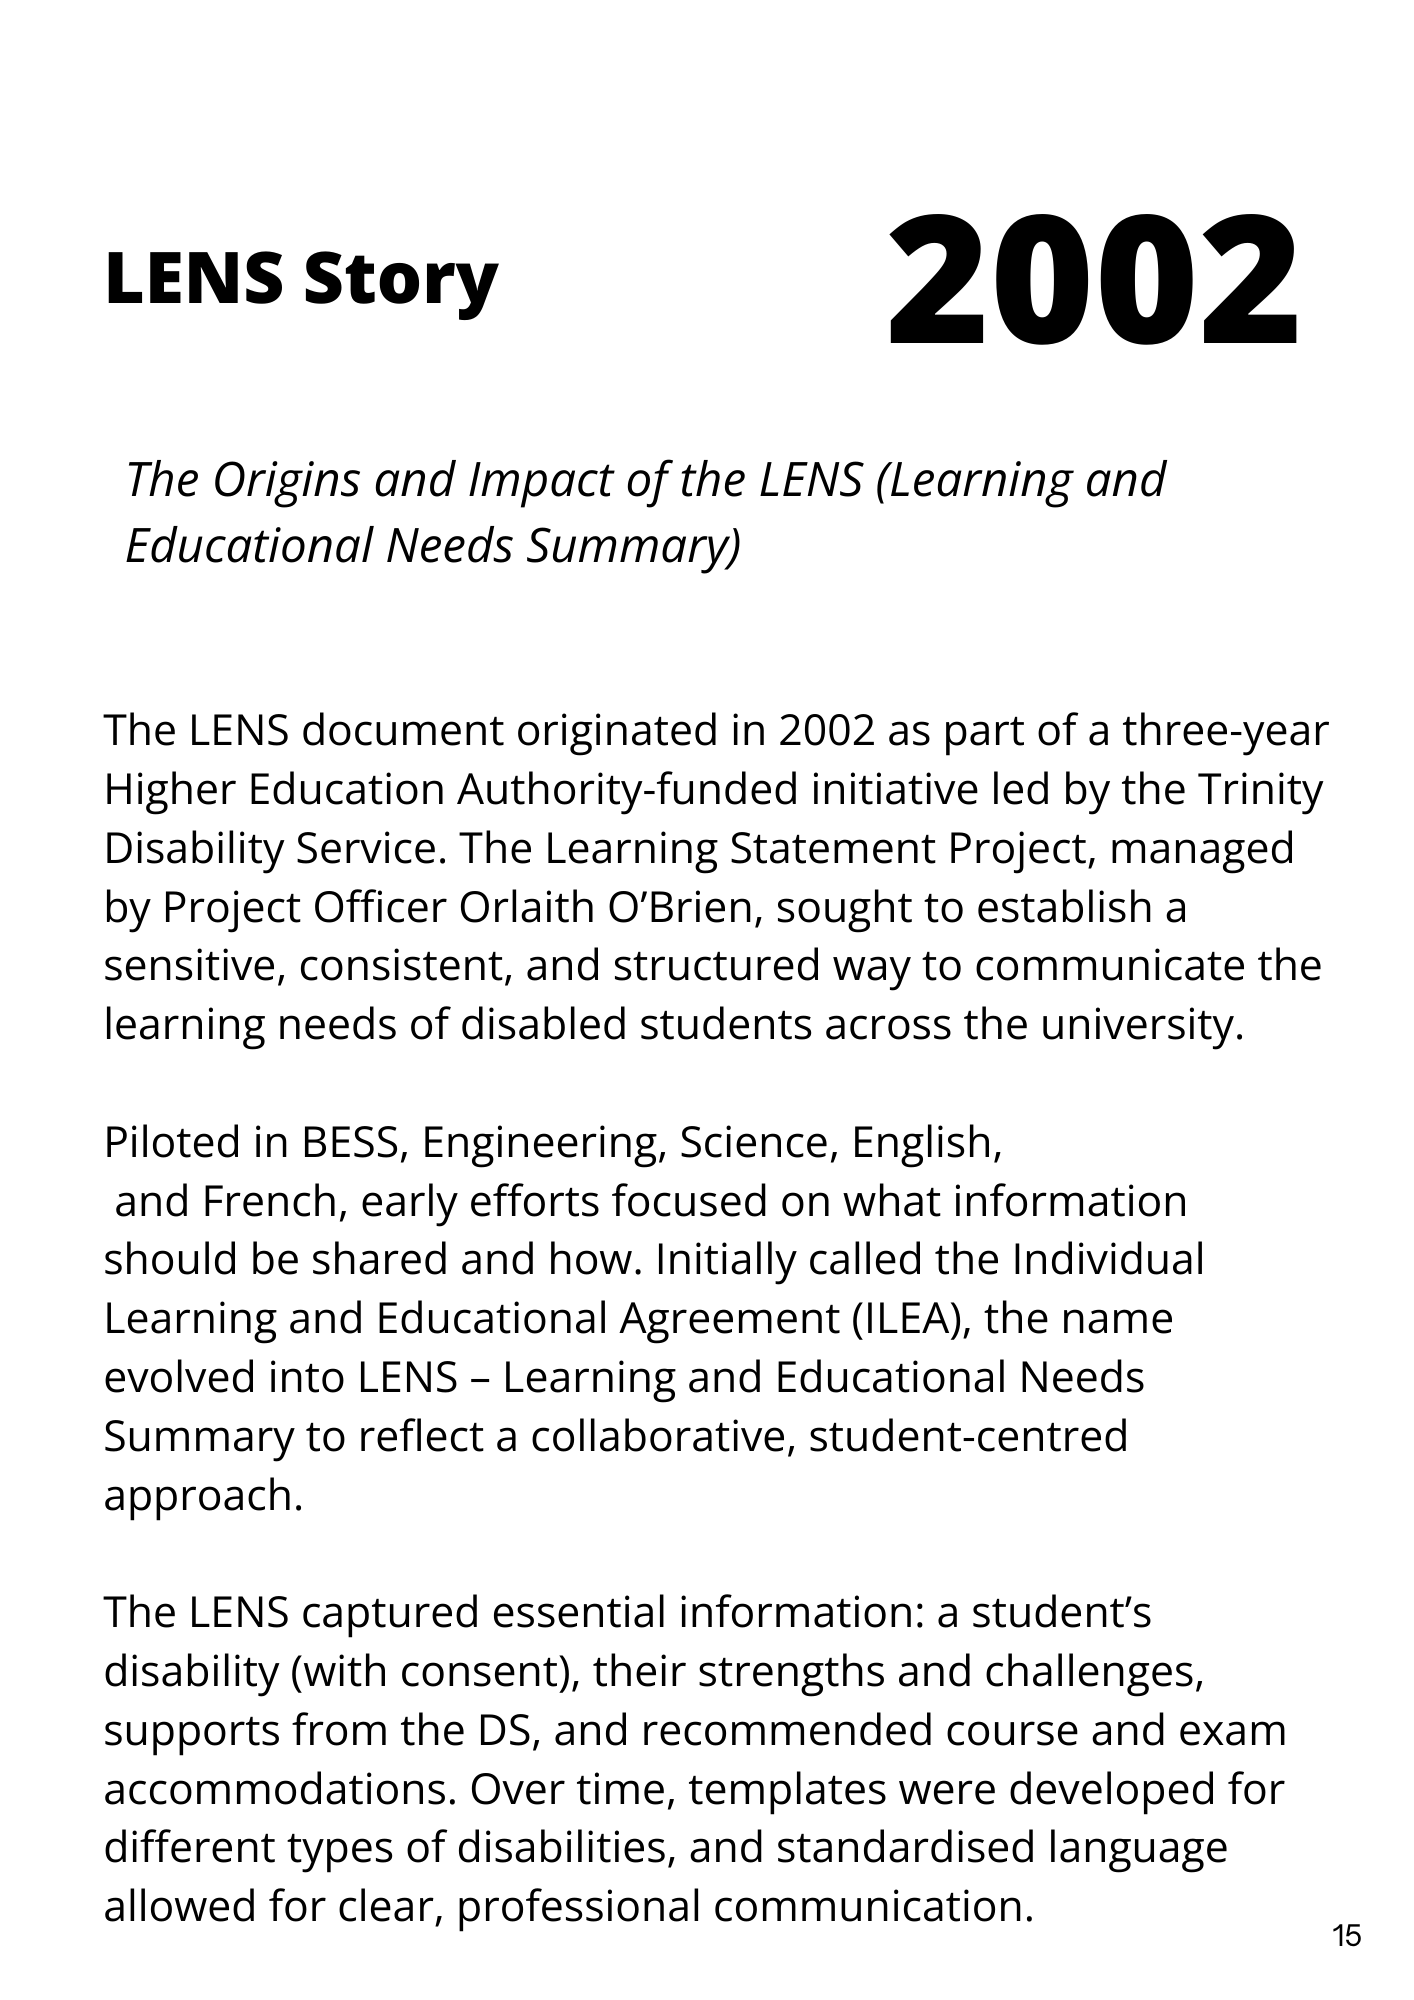 LENS Story
2002
The Origins and Impact of the LENS (Learning and
Educational Needs Summary)
The LENS document originated in 2002 as part of a three-year
Higher Education Authority-funded initiative led by the Trinity
Disability Service. The Learning Statement Project, managed
by Project Officer Orlaith O’Brien, sought to establish a
sensitive, consistent, and structured way to communicate the
learning needs of disabled students across the university.
Piloted in BESS, Engineering, Science, English,
and French, early efforts focused on what information
should be shared and how. Initially called the Individual
Learning and Educational Agreement (ILEA), the name
evolved into LENS – Learning and Educational Needs
Summary to reflect a collaborative, student-centred
approach.
The LENS captured essential information: a student’s
disability (with consent), their strengths and challenges,
supports from the DS, and recommended course and exam
accommodations. Over time, templates were developed for
different types of disabilities, and standardised language
allowed for clear, professional communication.
15